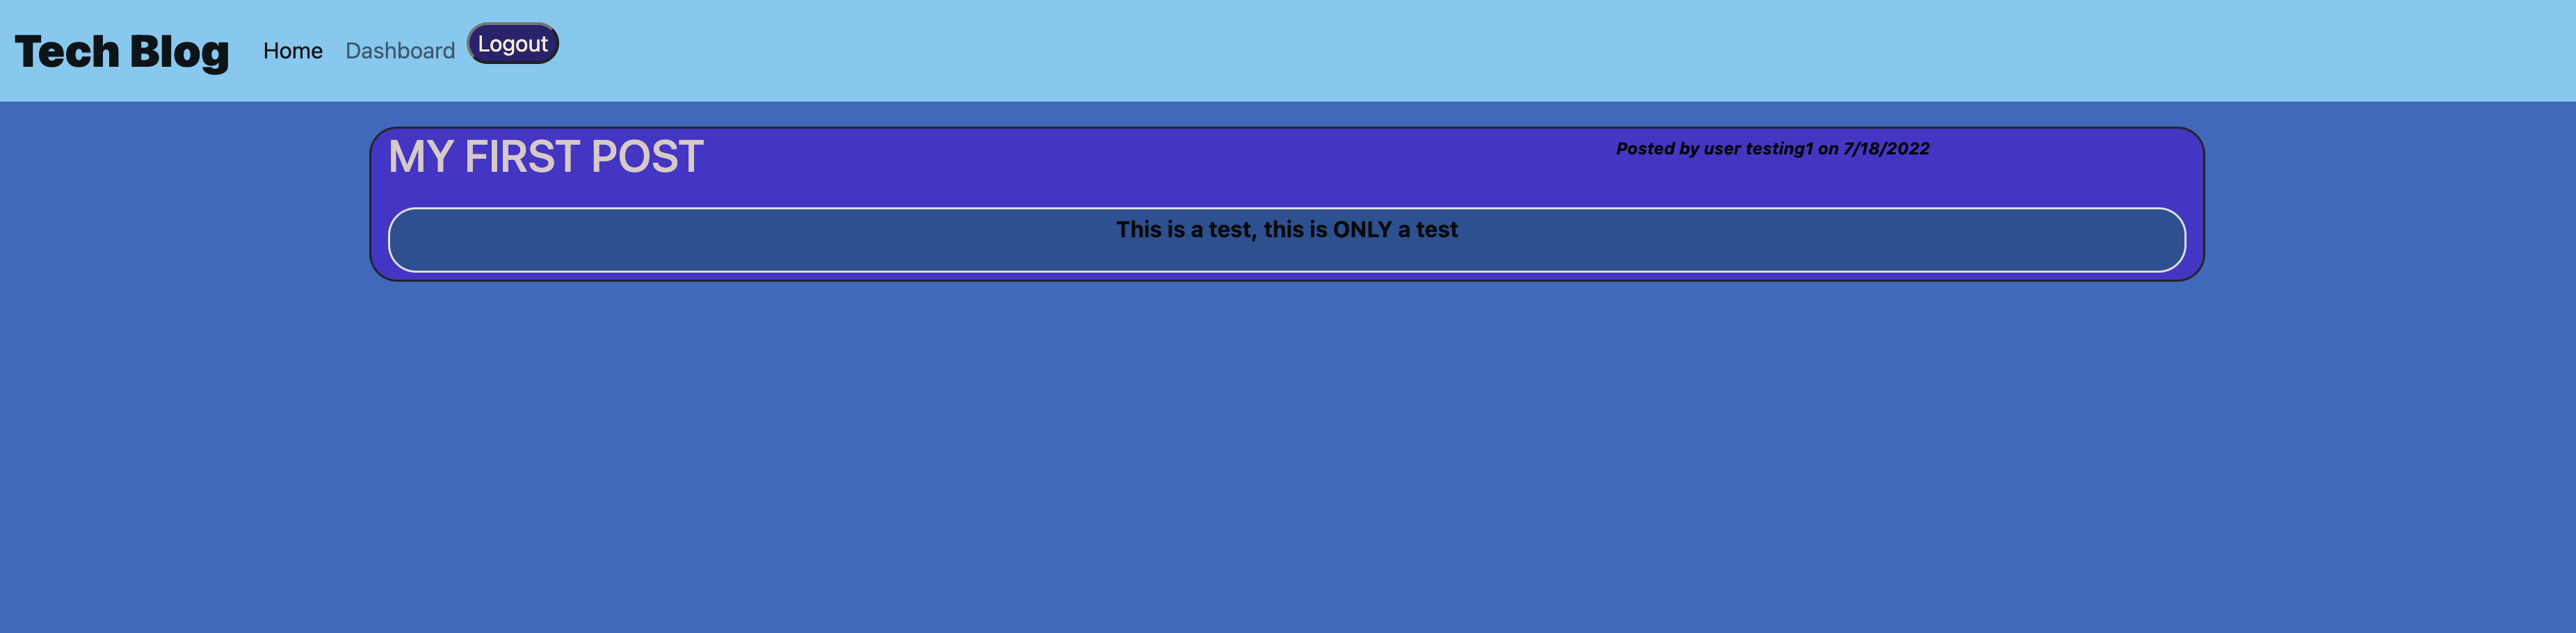 Tech Blog Home Dashboard Logout
MY FIRST POST
Posted by user testing1 on 7/18/2022
This is a test, this is ONLY a test